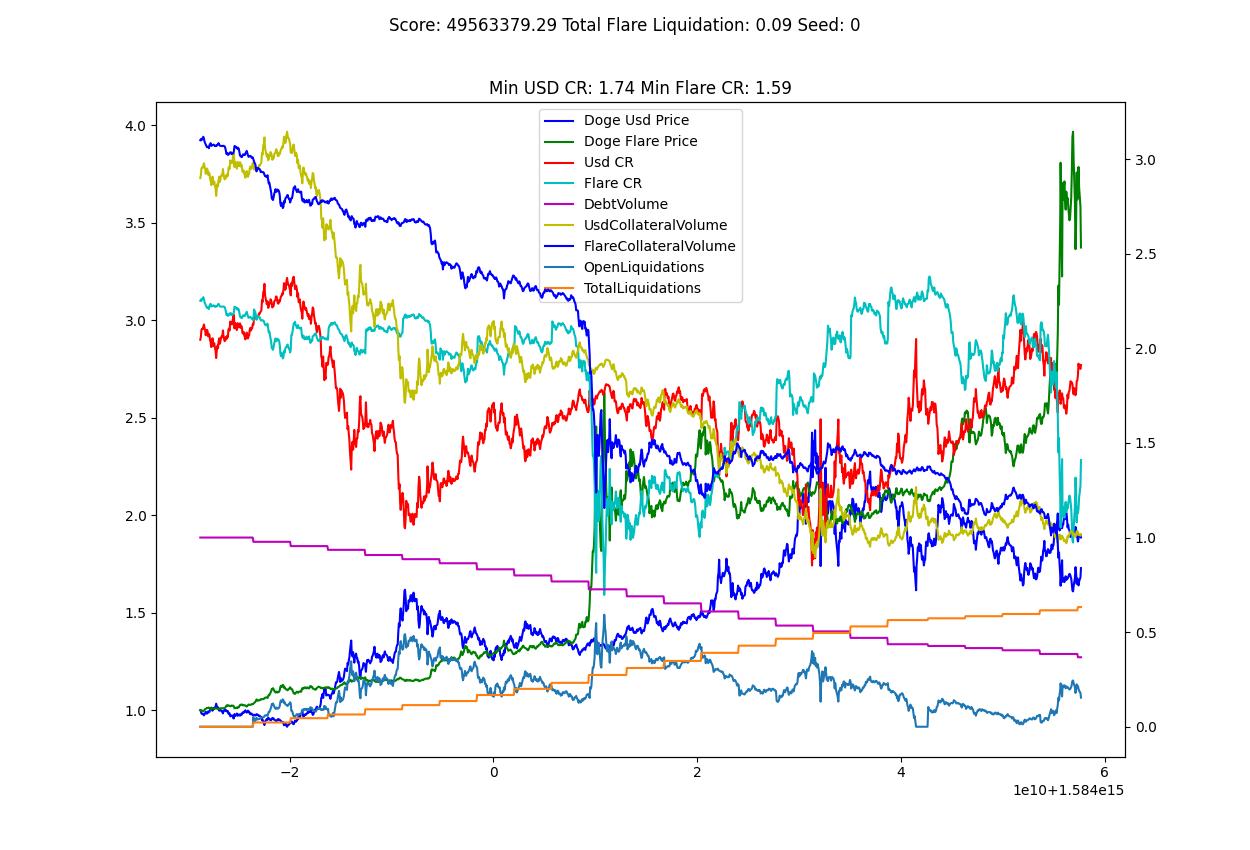 Score: 49563379.29 Total Flare Liquidation: 0.09 Seed: 0
Min USD CR: 1.74 Min Flare CR: 1.59
Doge Usd Price
Doge Flare Price
Usd CR
Flare CR
DebtVolume
UsdCollateralVolume
FlareCollateralVolume
OpenLiquidations
TotalLiquidations
4.0
3.5
3.0
2.5
2.0
1.5
1.0
3.0
2.5
2.0
1.5
1.0
0.5
0.0
−2
0
2
4
6
1e10+1.584e15